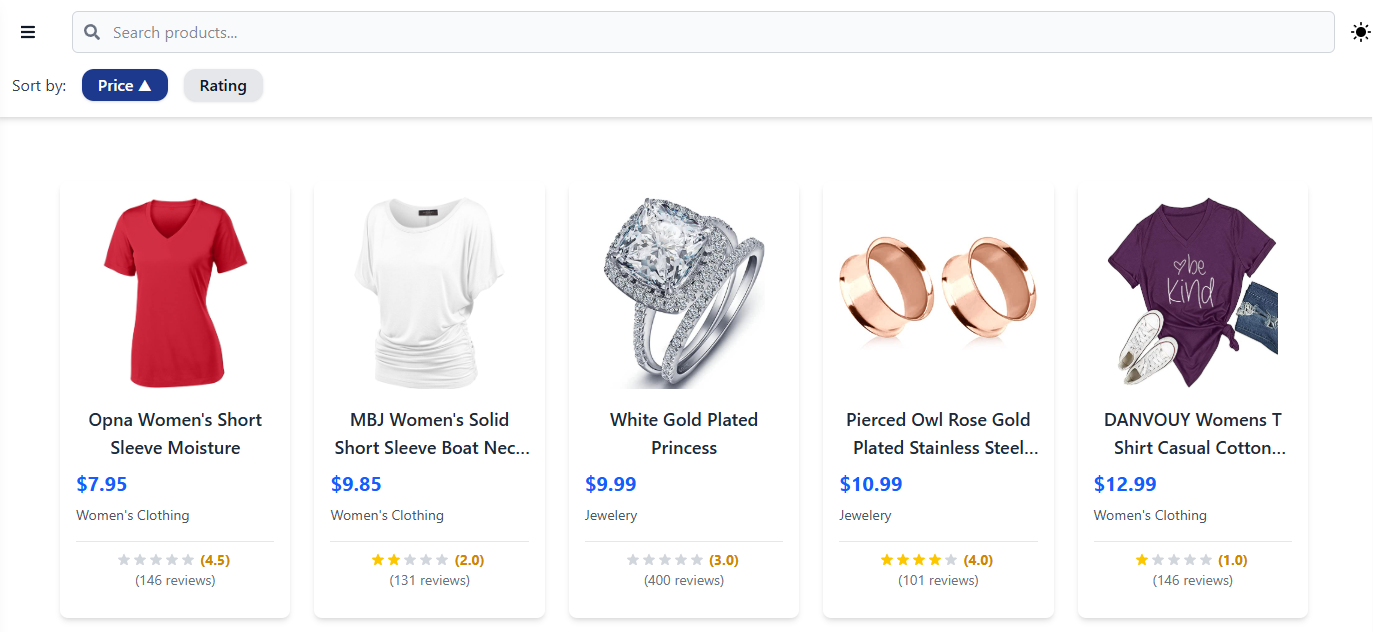 Search products...
Sort by:
Price ▲
Rating
be
kind
Opna Women's Short
Sleeve Moisture
$7.95
Women's Clothing
(4.5)
(146 reviews)
MBJ Women's Solid
Short Sleeve Boat Nec...
$9.85
Women's Clothing
(2.0)
(131 reviews)
White Gold Plated
Princess
$9.99
Jewelery
(3.0)
(400 reviews)
Pierced Owl Rose Gold
Plated Stainless Steel...
$10.99
Jewelery
(4.0)
(101 reviews)
DANVOUY Womens T
Shirt Casual Cotton...
$12.99
Women's Clothing
(1.0)
(146 reviews)